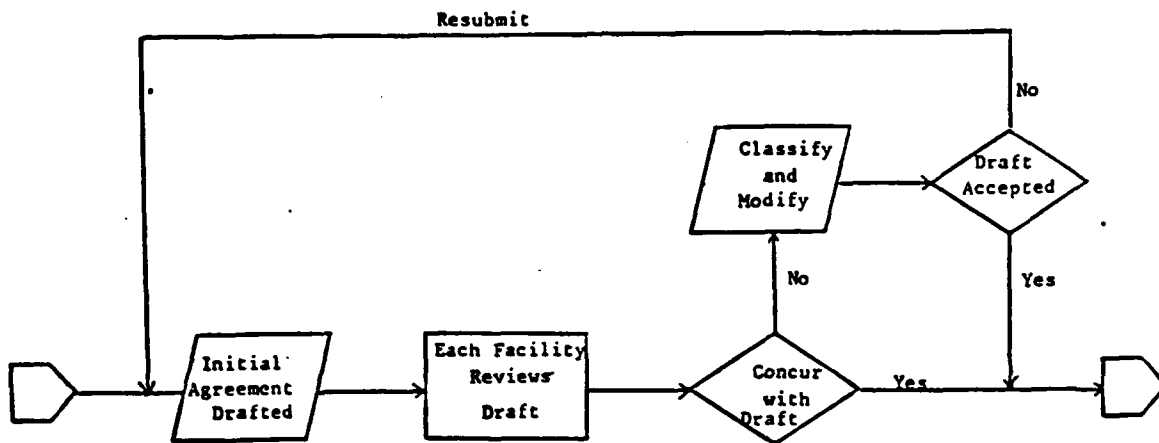 Resubmit
No
Classify
and
Modify
Draft
Accepted
No
Yes
Initial
Agreement
Drafted
Each Facility
Reviews
Draft
Concur
with
Draft
Yes